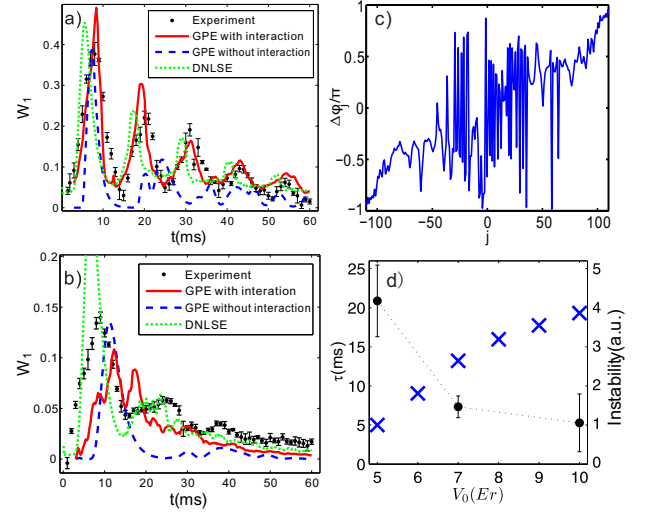 a)
Experiment
GPE with interaction
GPE without interaction
DNLSE
W1
0.4
0.3
0.2
0.1
0
0 10 20 30 40 50 60
t(ms)
c)
1
0.5
0
−0.5
−1
Δφj/π
−100 −50 0 50 100
j
b)
Experiment
GPE with interation
GPE without interaction
DNLSE
W1
0.2
0.15
0.1
0.05
0
0 10 20 30 40 50 60
t(ms)
d)
25
20
15
10
5
0
τ(ms)
5
4
3
2
1
0
Instability(a.u.)
5 6 7 8 9 10
V0(Er)